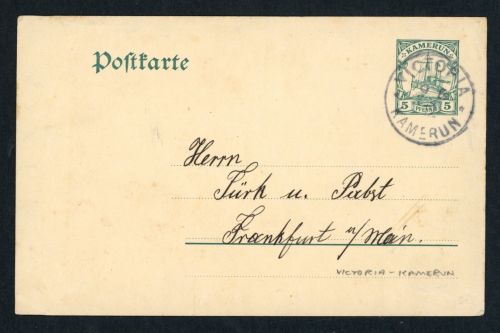 Postkarte
KAMERUN
5 5
VICTORIA
KAMERUN
Herrn
Türk u. Pabst
Frankfurt a/Main.
VICTORIA - KAMERUN